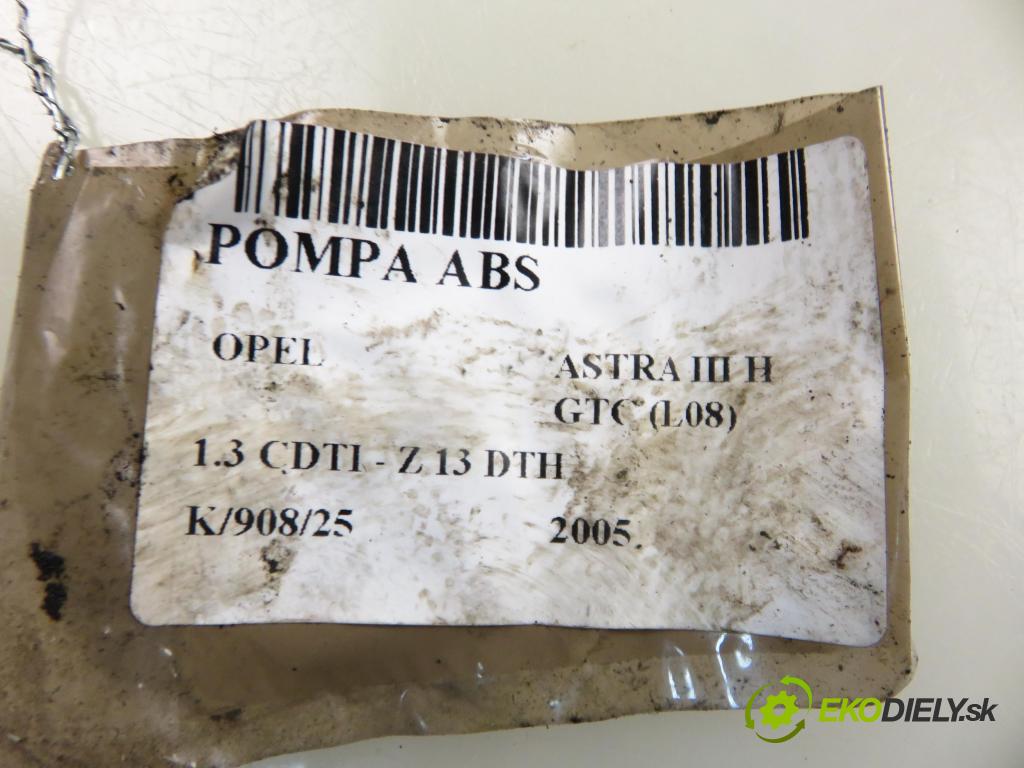 POMPA ABS
OPEL ASTRA III H
GTC (L08)
1.3 CDTI - Z 13 DTH
K/908/25 2005
EKODIELY.sk